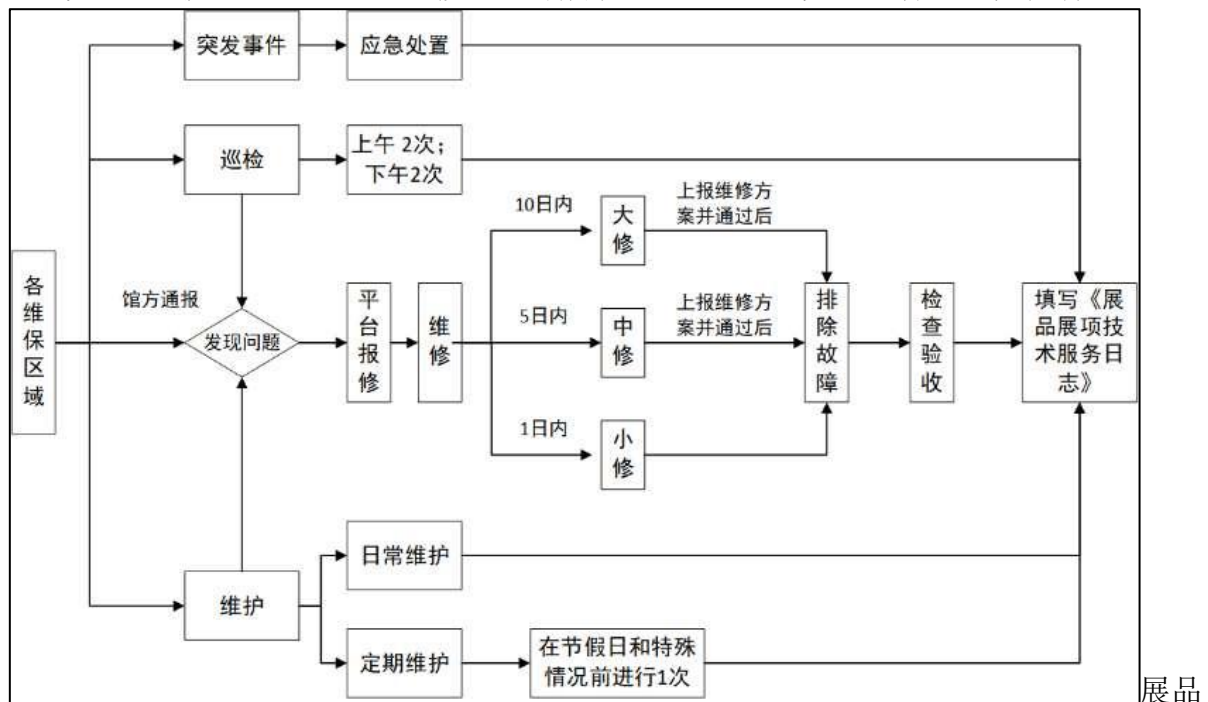 突发事件
应急处置
巡检
上午 2次；
下午2次
10日内
大
修
上报维修方
案并通过后
各
维
保
区
域
馆方通报
发现问题
平
台
报
修
维
修
5日内
中
修
上报维修方
案并通过后
排
除
故
障
检
查
验
收
填写《展
品展项技
术服务日
志》
1日内
小
修
日常维护
维护
定期维护
在节假日和特殊
情况前进行1次
展品